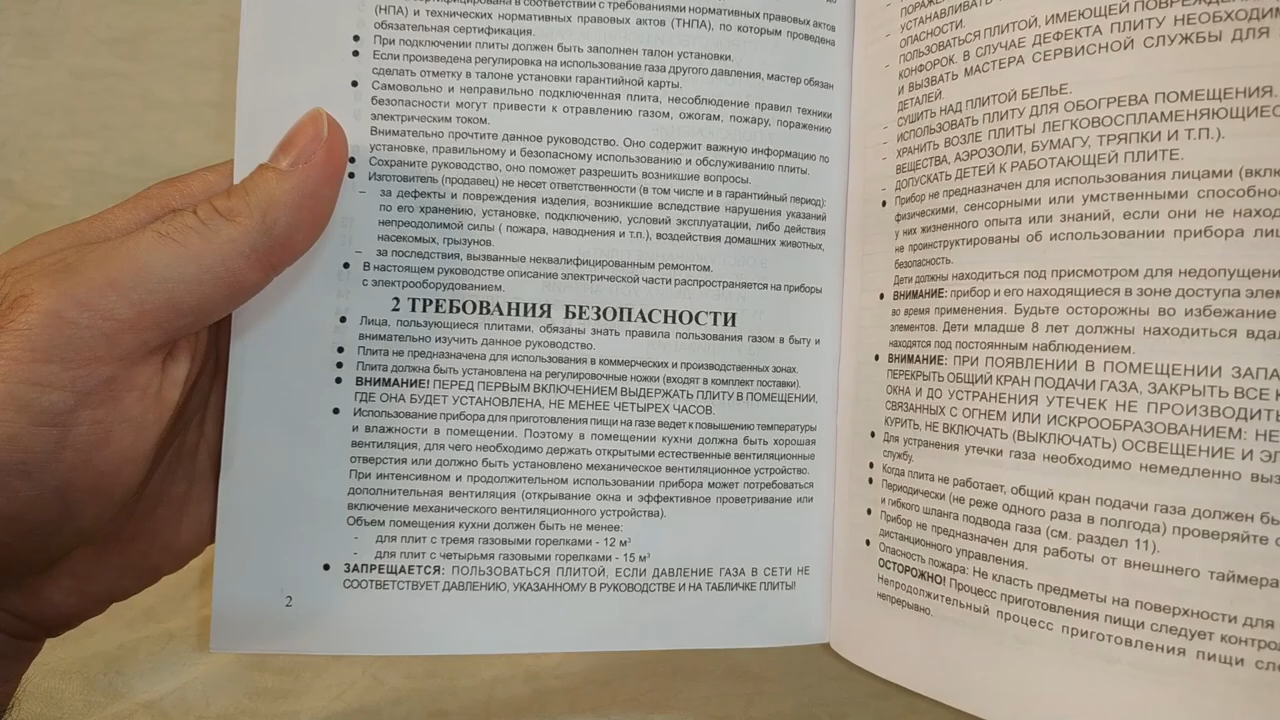 сертифицирована в соответствии с требованиями нормативных правовых актов
(НПА) и технических нормативных правовых актов (ТНПА), по которым проведена
обязательная сертификация.
● При подключении плиты должен быть заполнен талон установки.
● Если произведена регулировка на использование газа другого давления, мастер обязан
сделать отметку в талоне установки гарантийной карты.
● Самовольно и неправильно подключенная плита, несоблюдение правил техники
безопасности могут привести к отравлению газом, ожогам, пожару, поражению
электрическим током.
Внимательно прочтите данное руководство. Оно содержит важную информацию по
установке, правильному и безопасному использованию и обслуживанию плиты.
● Сохраните руководство, оно поможет разрешить возникшие вопросы.
● Изготовитель (продавец) не несет ответственности (в том числе и в гарантийный период):
– за дефекты и повреждения изделия, возникшие вследствие нарушения указаний
по его хранению, установке, подключению, условий эксплуатации, либо действия
непреодолимой силы ( пожара, наводнения и т.п.), воздействия домашних животных,
насекомых, грызунов.
– за последствия, вызванные неквалифицированным ремонтом.
● В настоящем руководстве описание электрической части распространяется на приборы
с электрооборудованием.
2 ТРЕБОВАНИЯ БЕЗОПАСНОСТИ
● Лица, пользующиеся плитами, обязаны знать правила пользования газом в быту и
внимательно изучить данное руководство.
● Плита не предназначена для использования в коммерческих и производственных зонах.
● Плита должна быть установлена на регулировочные ножки (входят в комплект поставки).
● ВНИМАНИЕ! ПЕРЕД ПЕРВЫМ ВКЛЮЧЕНИЕМ ВЫДЕРЖАТЬ ПЛИТУ В ПОМЕЩЕНИИ,
ГДЕ ОНА БУДЕТ УСТАНОВЛЕНА, НЕ МЕНЕЕ ЧЕТЫРЕХ ЧАСОВ.
● Использование прибора для приготовления пищи на газе ведет к повышению температуры
и влажности в помещении. Поэтому в помещении кухни должна быть хорошая
вентиляция, для чего необходимо держать открытыми естественные вентиляционные
отверстия или должно быть установлено механическое вентиляционное устройство.
При интенсивном и продолжительном использовании прибора может потребоваться
дополнительная вентиляция (открывание окна и эффективное проветривание или
включение механического вентиляционного устройства).
Объем помещения кухни должен быть не менее:
- для плит с тремя газовыми горелками - 12 м³
- для плит с четырьмя газовыми горелками - 15 м³
● ЗАПРЕЩАЕТСЯ: ПОЛЬЗОВАТЬСЯ ПЛИТОЙ, ЕСЛИ ДАВЛЕНИЕ ГАЗА В СЕТИ НЕ
СООТВЕТСТВУЕТ ДАВЛЕНИЮ, УКАЗАННОМУ В РУКОВОДСТВЕ И НА ТАБЛИЧКЕ ПЛИТЫ!
2
УСТАНАВЛИВАТЬ
ОПАСНОСТИ.
– ПОЛЬЗОВАТЬСЯ ПЛИТОЙ, ИМЕЮЩЕЙ
КОНФОРОК. В СЛУЧАЕ ДЕФЕКТА ПЛИТУ
И ВЫЗВАТЬ МАСТЕРА СЕРВИСНОЙ СЛУЖБЫ ДЛЯ
ДЕТАЛЕЙ.
– СУШИТЬ НАД ПЛИТОЙ БЕЛЬЕ.
– ИСПОЛЬЗОВАТЬ ПЛИТУ ДЛЯ ОБОГРЕВА ПОМЕЩЕНИЯ.
– ХРАНИТЬ ВОЗЛЕ ПЛИТЫ
ВЕЩЕСТВА, АЭРОЗОЛИ, БУМАГУ, ТРЯПКИ И Т.П.).
– ДОПУСКАТЬ ДЕТЕЙ К РАБОТАЮЩЕЙ ПЛИТЕ.
● Прибор не предназначен для использования лицами
физическими, сенсорными или умственными
у них жизненного опыта или знаний, если они не
не проинструктированы об использовании прибора
безопасность.
Дети должны находиться под присмотром для
● ВНИМАНИЕ: прибор и его находящиеся в зоне доступа
во время применения. Будьте осторожны во избежание
элементов. Дети младше 8 лет должны находиться
находятся под постоянным наблюдением.
● ВНИМАНИЕ: ПРИ ПОЯВЛЕНИИ В ПОМЕЩЕНИИ
ПЕРЕКРЫТЬ ОБЩИЙ КРАН ПОДАЧИ ГАЗА, ЗАКРЫТЬ ВСЕ
ОКНА И ДО УСТРАНЕНИЯ УТЕЧЕК НЕ
СВЯЗАННЫХ С ОГНЕМ ИЛИ ИСКРООБРАЗОВАНИЕМ: НЕ
КУРИТЬ, НЕ ВКЛЮЧАТЬ (ВЫКЛЮЧАТЬ) ОСВЕЩЕНИЕ И
● Для устранения утечки газа необходимо немедленно
службу.
● Когда плита не работает, общий кран подачи газа должен
● Периодически (не реже одного раза в полгода) проверяйте
и гибкого шланга подвода газа (см. раздел 11).
● Прибор не предназначен для работы от внешнего таймера
дистанционного управления.
● Опасность пожара: Не класть предметы на поверхности для
ОСТОРОЖНО! Процесс приготовления пищи следует
Непродолжительный процесс приготовления пищи
непрерывно.